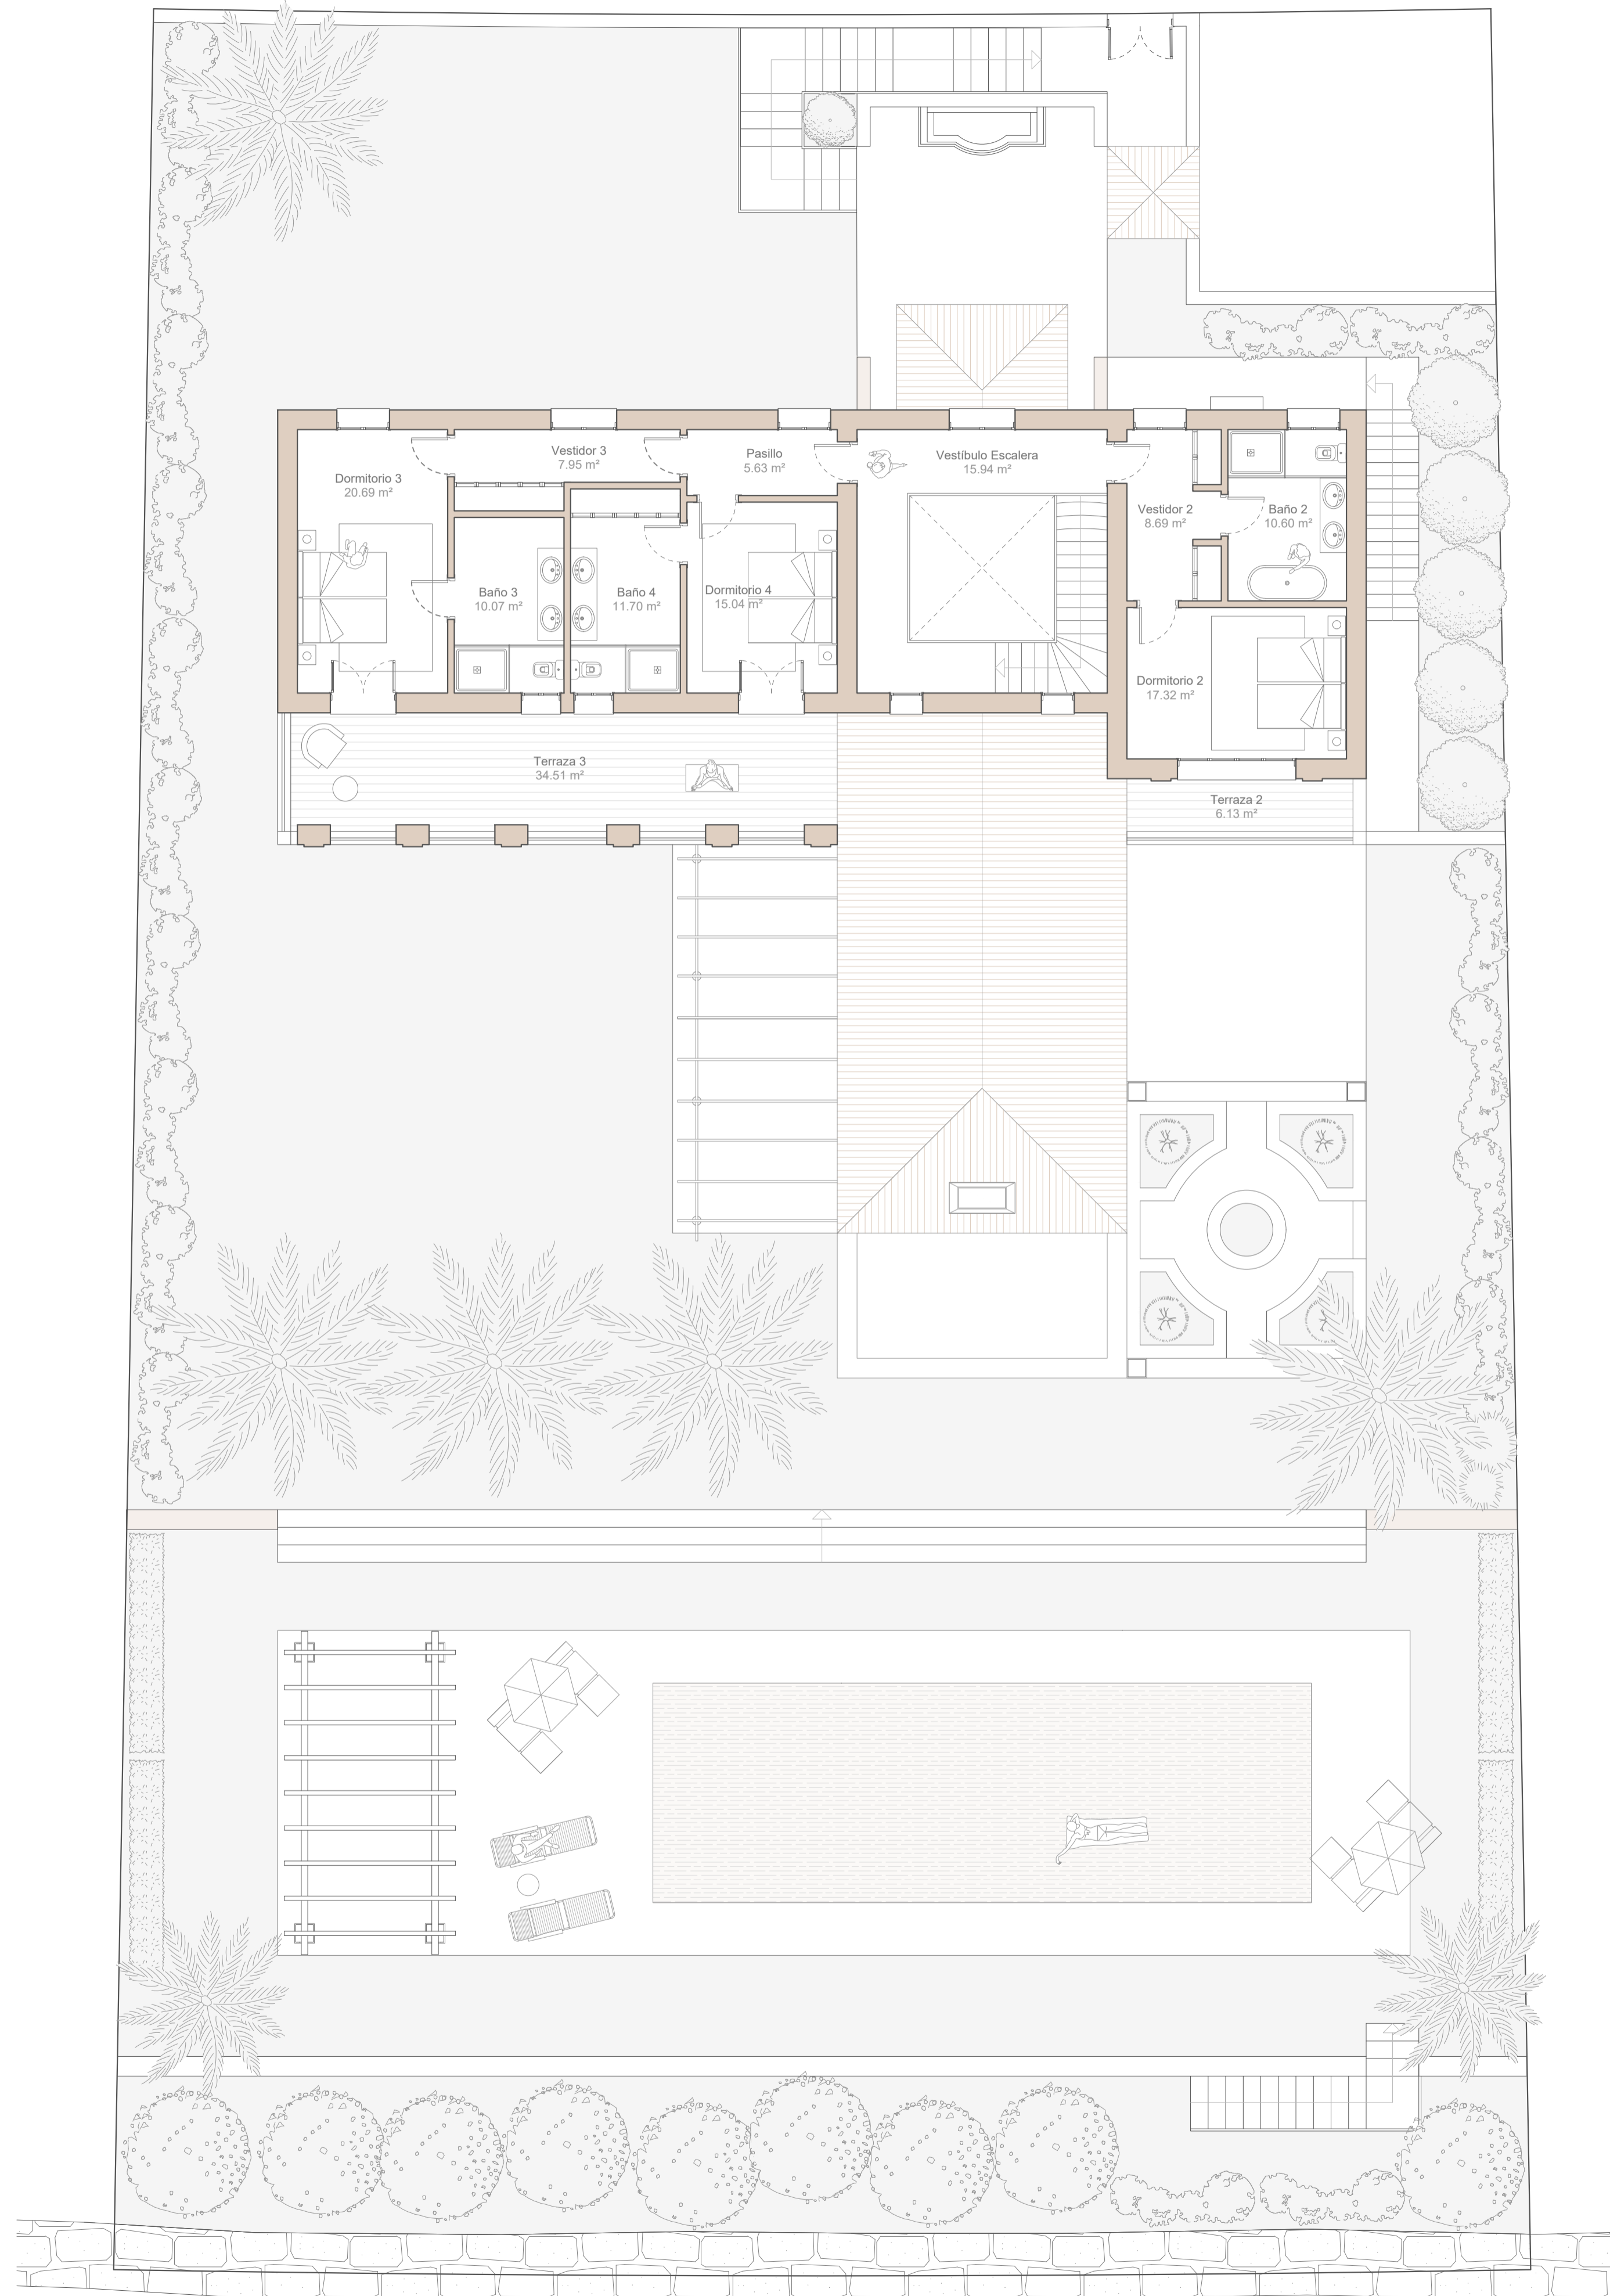 Dormitorio 3
20.69 m²
Vestidor 3
7.95 m²
Pasillo
5.63 m²
Vestíbulo Escalera
15.94 m²
Vestidor 2
8.69 m²
Baño 2
10.60 m²
Baño 3
10.07 m²
Baño 4
11.70 m²
Dormitorio 4
15.04 m²
Dormitorio 2
17.32 m²
Terraza 3
34.51 m²
Terraza 2
6.13 m²